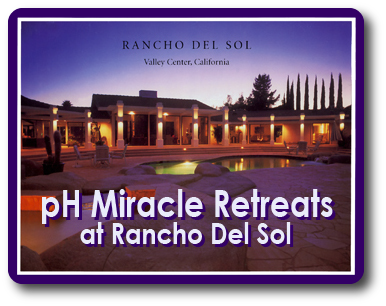 RANCHO DEL SOL
Valley Center, California
pH Miracle Retreats
at Rancho Del Sol